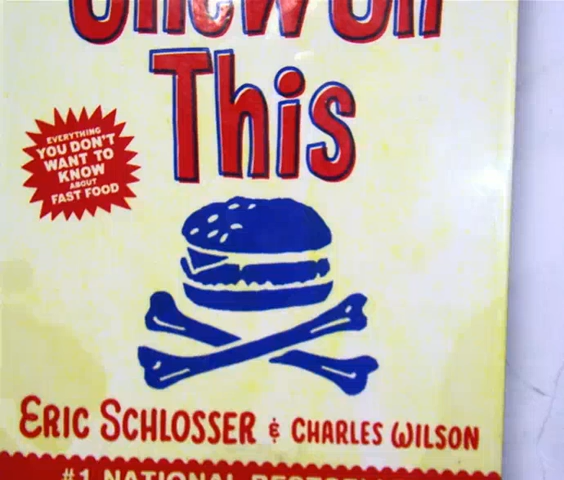 Chew On
This
EVERYTHING
YOU DON'T
WANT TO
KNOW
ABOUT
FAST FOOD
ERIC SCHLOSSER & CHARLES WILSON
#1 NATIONAL BESTSELLER